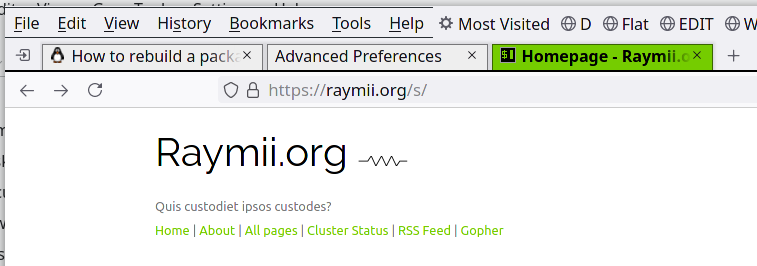 File Edit View History Bookmarks Tools Help Most Visited D Flat EDIT W
How to rebuild a pack Advanced Preferences Homepage - Raymii.o
https://raymii.org/s/
Raymii.org
Quis custodiet ipsos custodes?
Home | About | All pages | Cluster Status | RSS Feed | Gopher